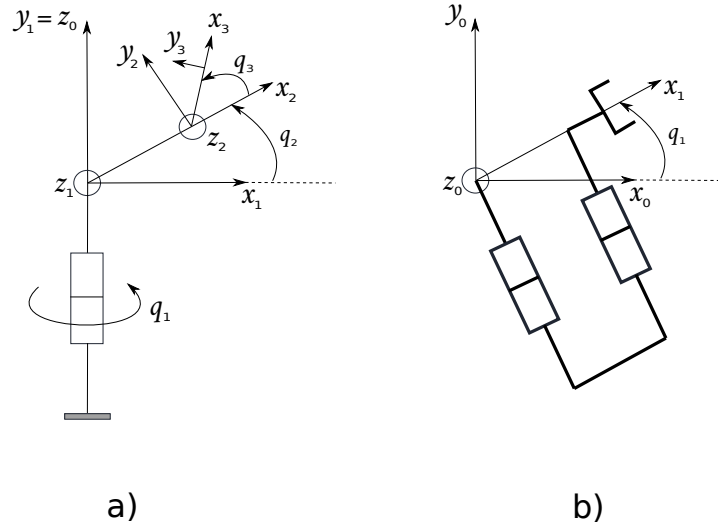 y₁ = z₀
x₃
y₃
y₂
q₃
x₂
q₂
z₂
z₁
x₁
q₁
a)
y₀
x₁
q₁
z₀
x₀
b)